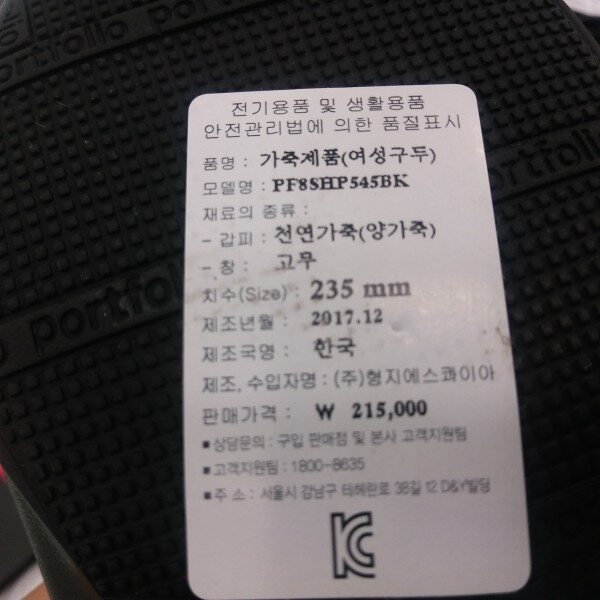 portfolio portfolio
전기용품 및 생활용품
안전관리법에 의한 품질표시
품명 : 가죽제품(여성구두)
모델명 : PF8SHP545BK
재료의 종류 :
- 갑피 : 천연가죽(양가죽)
- 창 : 고무
치수(Size) : 235 mm
portfolio
제조년월 : 2017.12
제조국명 : 한국
제조, 수입자명 : (주)형지에스콰이아
판매가격 : ₩ 215,000
■ 상담문의 : 구입 판매점 및 본사 고객지원팀
■ 고객지원팀 : 1800-8635
■ 주 소 : 서울시 강남구 테헤란로 38길 12 D&Y빌딩
KC